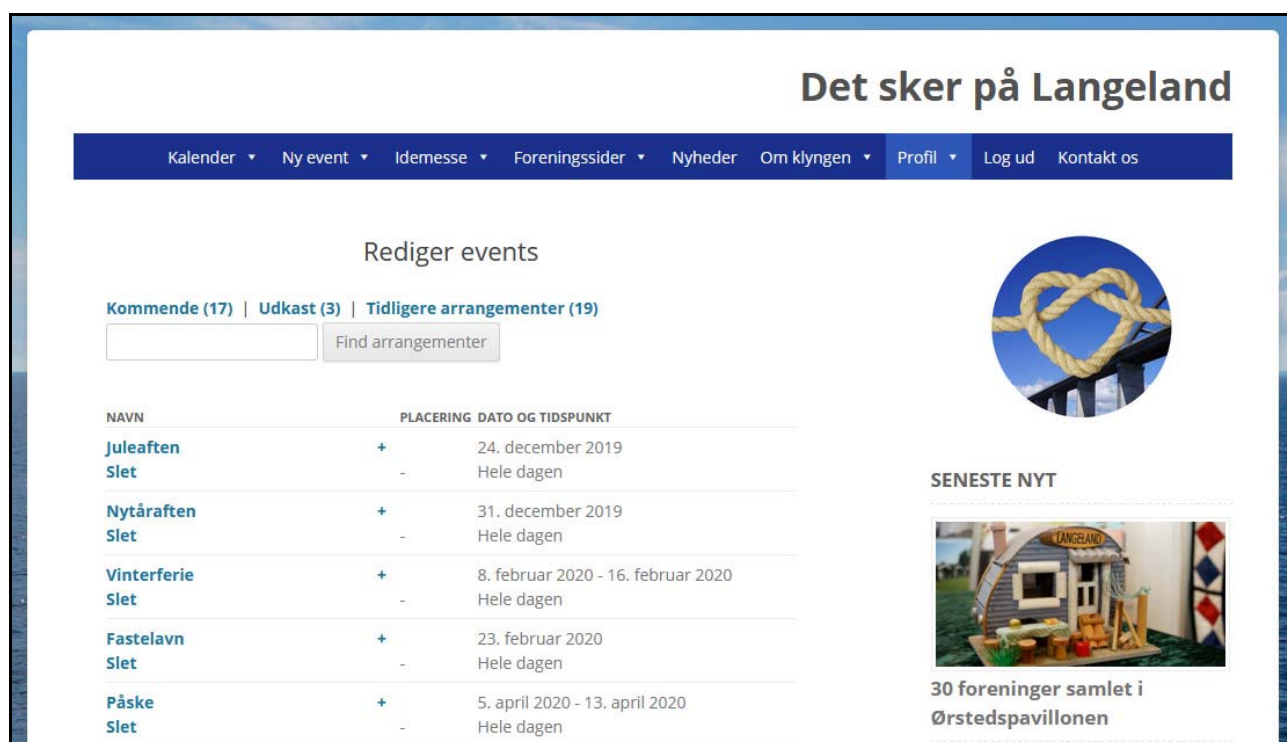 Det sker på Langeland
Kalender ▾ Ny event ▾ Idemesse ▾ Foreningssider ▾ Nyheder Om klyngen ▾ Profil ▾ Log ud Kontakt os
Rediger events
Kommende (17) | Udkast (3) | Tidligere arrangementer (19)
Find arrangementer
NAVN PLACERING DATO OG TIDSPUNKT
Juleaften + 24. december 2019
Slet - Hele dagen
Nytåraften + 31. december 2019
Slet - Hele dagen
Vinterferie + 8. februar 2020 - 16. februar 2020
Slet - Hele dagen
Fastelavn + 23. februar 2020
Slet - Hele dagen
Påske + 5. april 2020 - 13. april 2020
Slet - Hele dagen
SENESTE NYT
LANGELAND
30 foreninger samlet i
Ørstedspavillonen